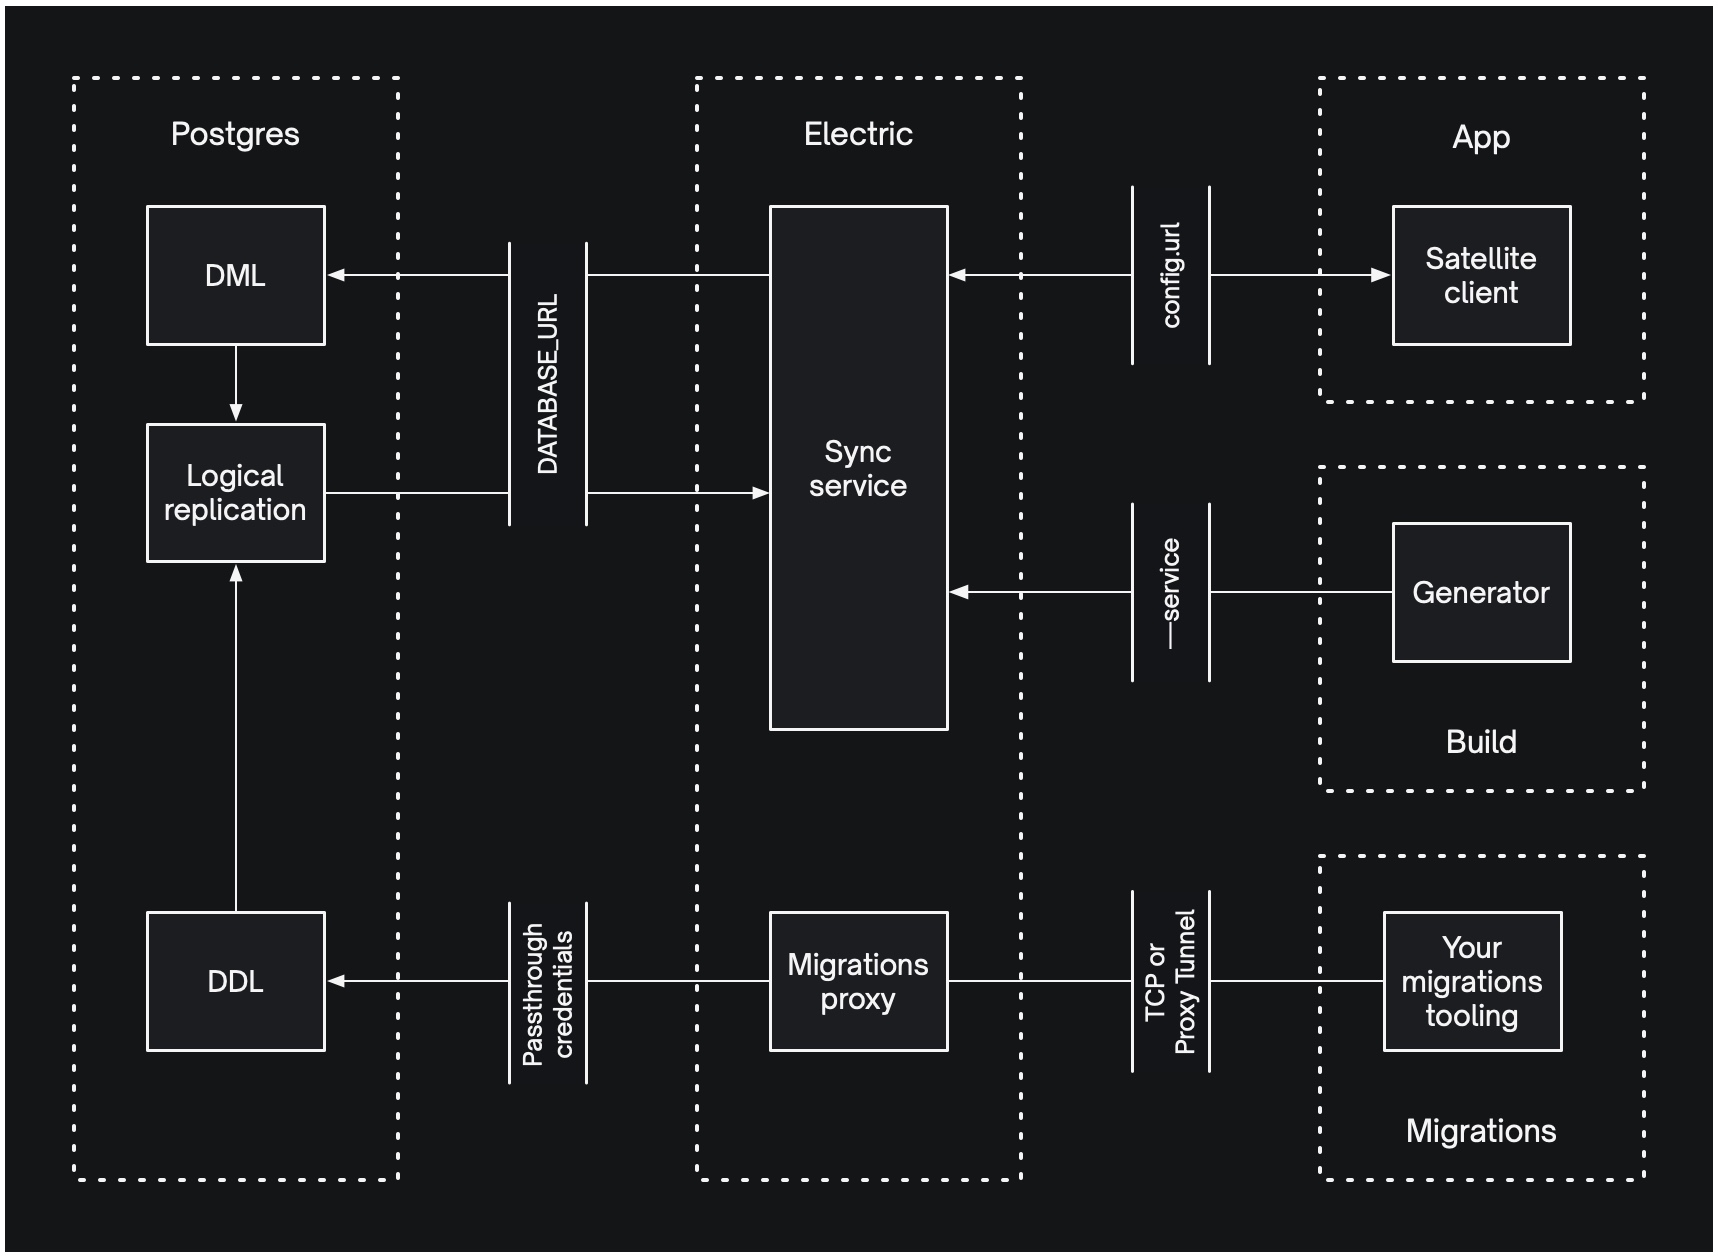 Postgres
Electric
App
DML
DATABASE_URL
config.url
Satellite
client
Logical
replication
Sync
service
—service
Generator
Build
DDL
Passthrough
credentials
Migrations
proxy
TCP or
Proxy Tunnel
Your
migrations
tooling
Migrations